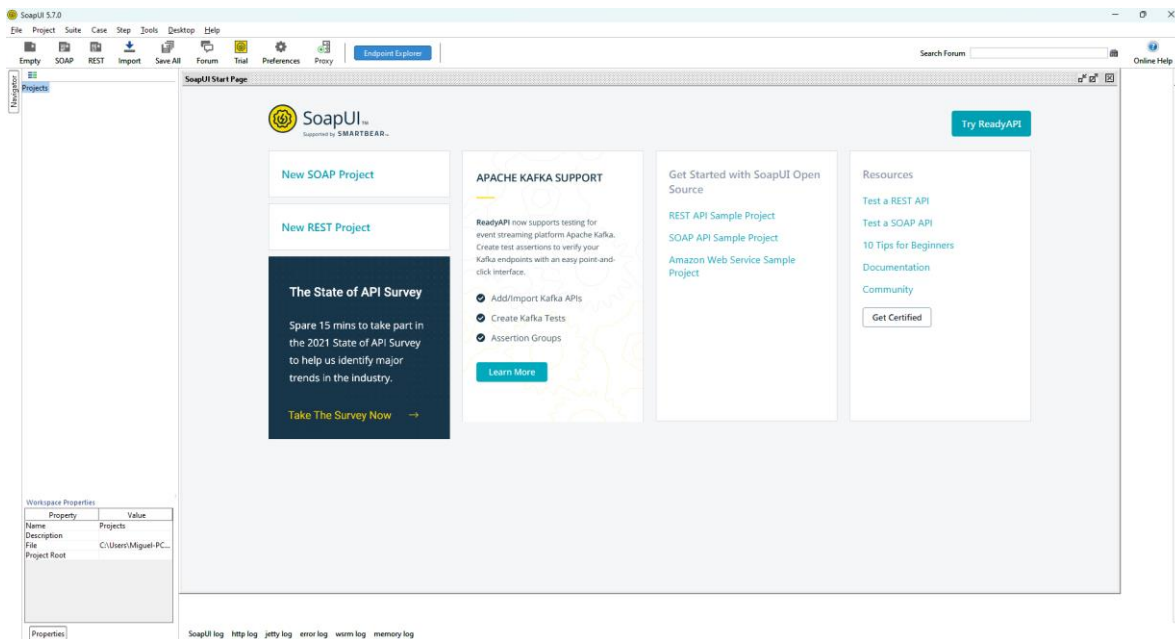 SoapUI 5.7.0
File Project Suite Case Step Tools Desktop Help
Empty SOAP REST Import Save All Forum Trial Preferences Proxy
Endpoint Explorer
Search Forum
Online Help
Navigator
Projects
SoapUI Start Page
SoapUI™
Supported by SMARTBEAR™
Try ReadyAPI
New SOAP Project
New REST Project
The State of API Survey
Spare 15 mins to take part in
the 2021 State of API Survey
to help us identify major
trends in the industry.
Take The Survey Now →
APACHE KAFKA SUPPORT
ReadyAPI now supports testing for
event streaming platform Apache Kafka.
Create test assertions to verify your
Kafka endpoints with an easy point-and-
click interface.
Add/Import Kafka APIs
Create Kafka Tests
Assertion Groups
Learn More
Get Started with SoapUI Open
Source
REST API Sample Project
SOAP API Sample Project
Amazon Web Service Sample
Project
Resources
Test a REST API
Test a SOAP API
10 Tips for Beginners
Documentation
Community
Get Certified
Workspace Properties
Property Value
Name Projects
Description
File C:\Users\Miguel-PC...
Project Root
Properties
SoapUI log http log jetty log error log wsrm log memory log